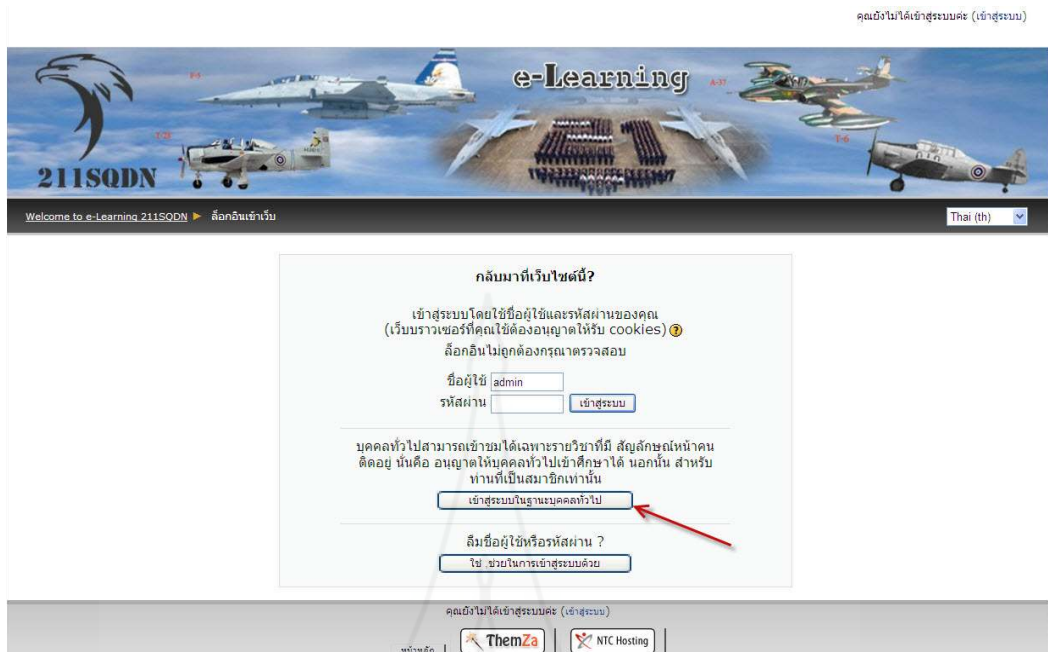 คุณยังไม่ได้เข้าสู่ระบบค่ะ (เข้าสู่ระบบ)
F-5
e-Learning
A-37
T-28
T-6
211SQDN
Welcome to e-Learning 211SQDN ► ล็อกอินเข้าเว็บ
Thai (th)
กลับมาที่เว็บไซต์นี้?
เข้าสู่ระบบโดยใช้ชื่อผู้ใช้และรหัสผ่านของคุณ
(เว็บบราวเซอร์ที่คุณใช้ต้องอนุญาตให้รับ cookies) ?
ล็อกอินไม่ถูกต้องกรุณาตรวจสอบ
ชื่อผู้ใช้ admin
รหัสผ่าน เข้าสู่ระบบ
บุคคลทั่วไปสามารถเข้าชมได้เฉพาะรายวิชาที่มี สัญลักษณ์หน้าคน
ติดอยู่ นั่นคือ อนุญาตให้บุคคลทั่วไปเข้าศึกษาได้ นอกนั้น สำหรับ
ท่านที่เป็นสมาชิกเท่านั้น
เข้าสู่ระบบในฐานะบุคคลทั่วไป
ลืมชื่อผู้ใช้หรือรหัสผ่าน ?
ใช่ .ช่วยในการเข้าสู่ระบบด้วย
คุณยังไม่ได้เข้าสู่ระบบค่ะ (เข้าสู่ระบบ)
หน้าหลัก | ThemZa | NTC Hosting |